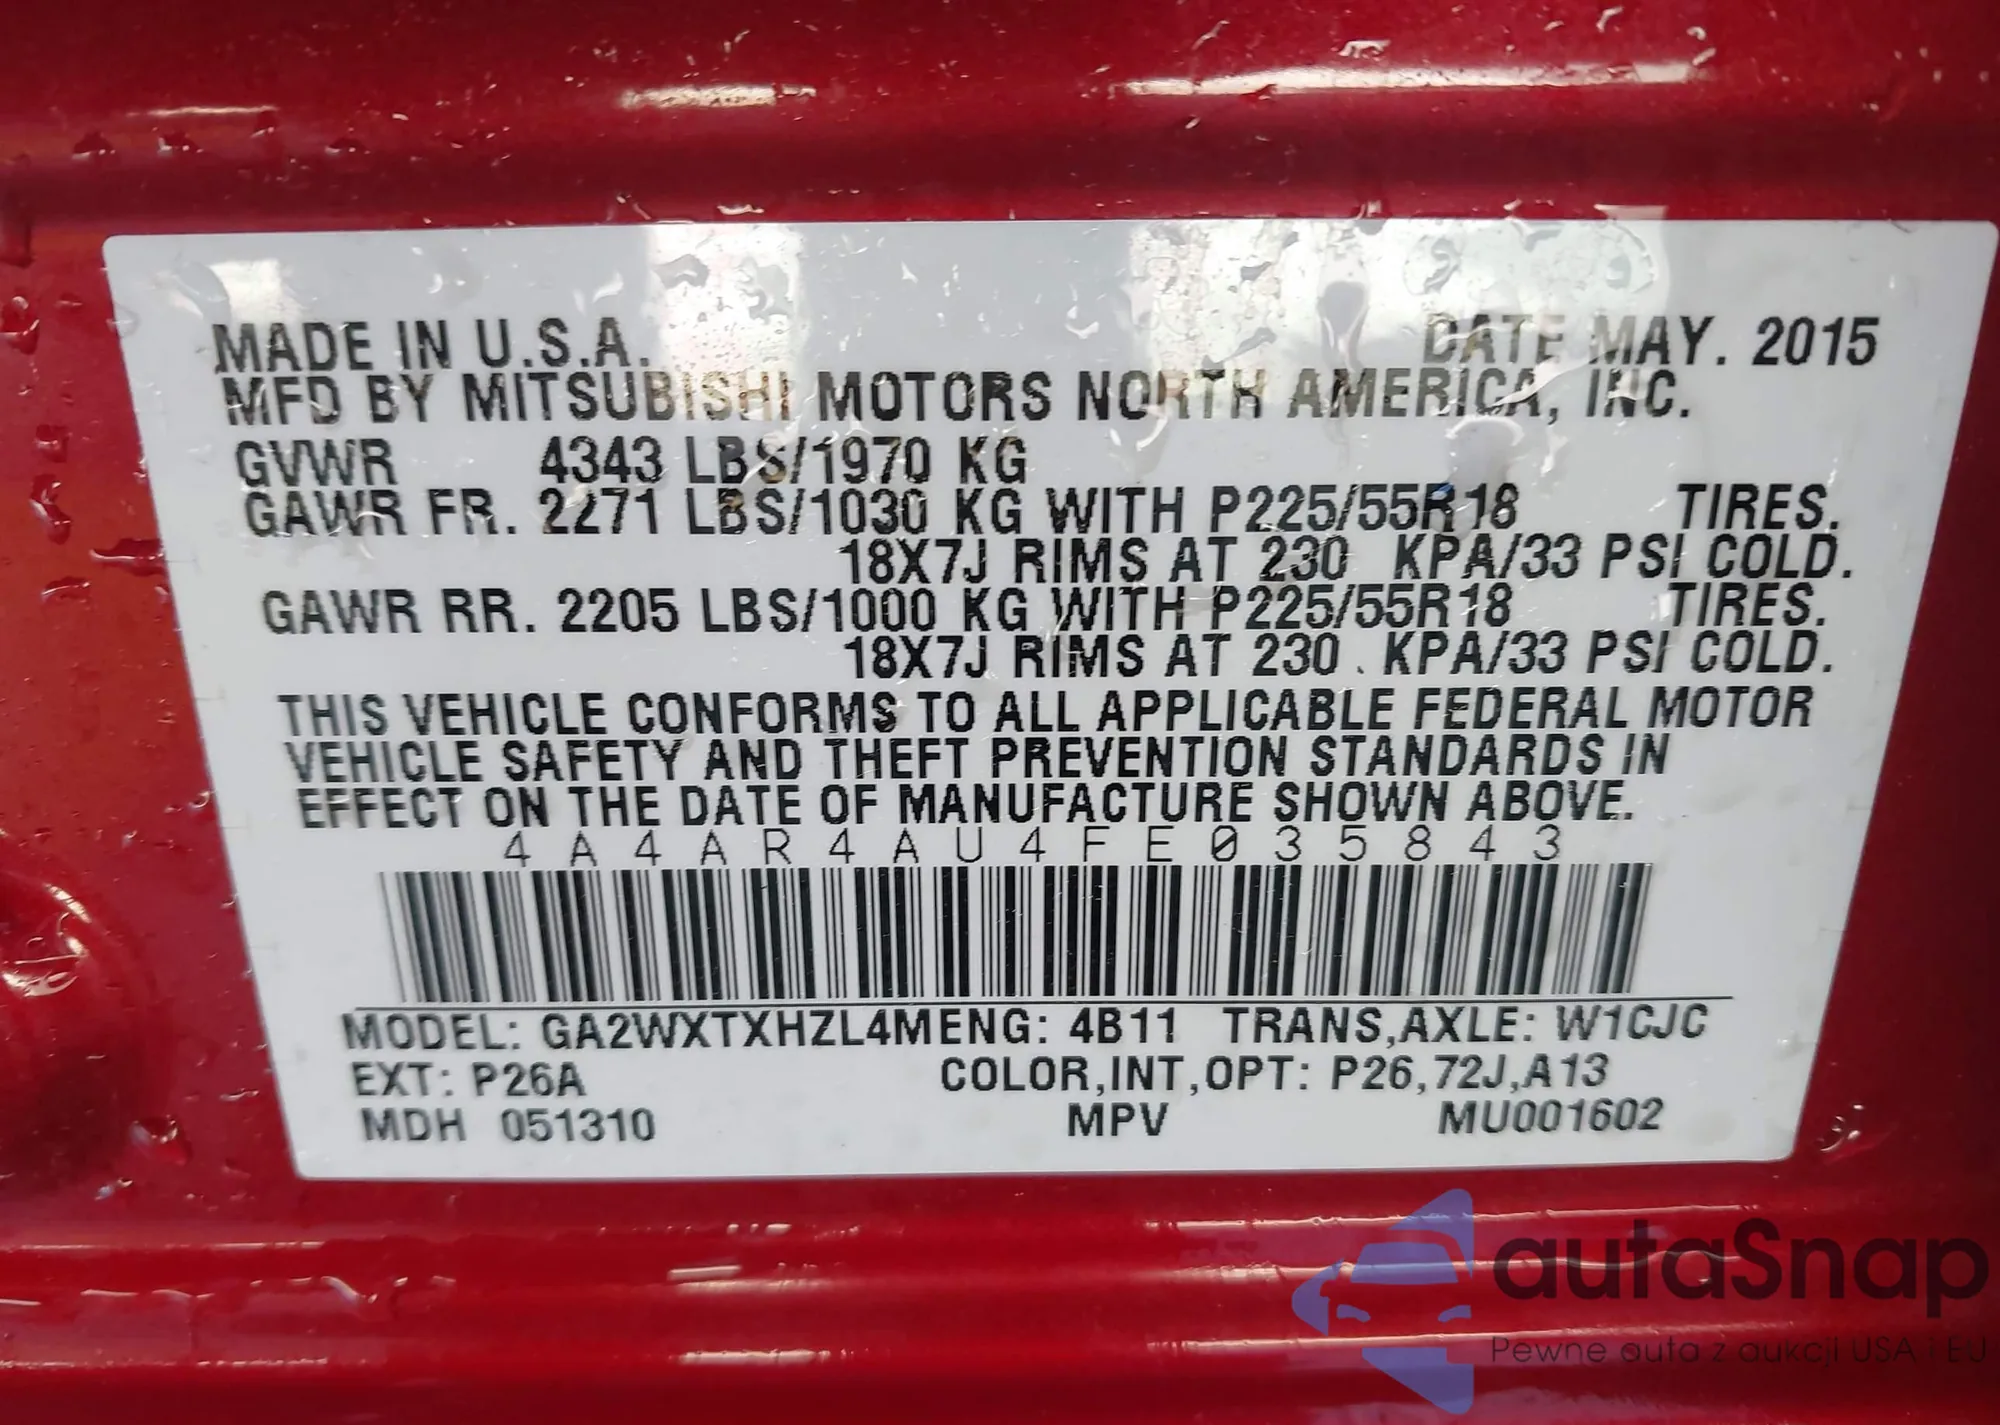 MADE IN U.S.A. DATE MAY. 2015
MFD BY MITSUBISHI MOTORS NORTH AMERICA, INC.
GVWR 4343 LBS/1970 KG
GAWR FR. 2271 LBS/1030 KG WITH P225/55R18 TIRES.
18X7J RIMS AT 230 KPA/33 PSI COLD.
GAWR RR. 2205 LBS/1000 KG WITH P225/55R18 TIRES.
18X7J RIMS AT 230 KPA/33 PSI COLD.
THIS VEHICLE CONFORMS TO ALL APPLICABLE FEDERAL MOTOR
VEHICLE SAFETY AND THEFT PREVENTION STANDARDS IN
EFFECT ON THE DATE OF MANUFACTURE SHOWN ABOVE.
4A4AR4AU4FE035843
MODEL: GA2WXTXHZL4MENG: 4B11 TRANS,AXLE: W1CJC
EXT: P26A COLOR,INT,OPT: P26,72J,A13
MDH 051310 MPV MU001602
autaSnap
Pewne auta z aukcji USA i EU